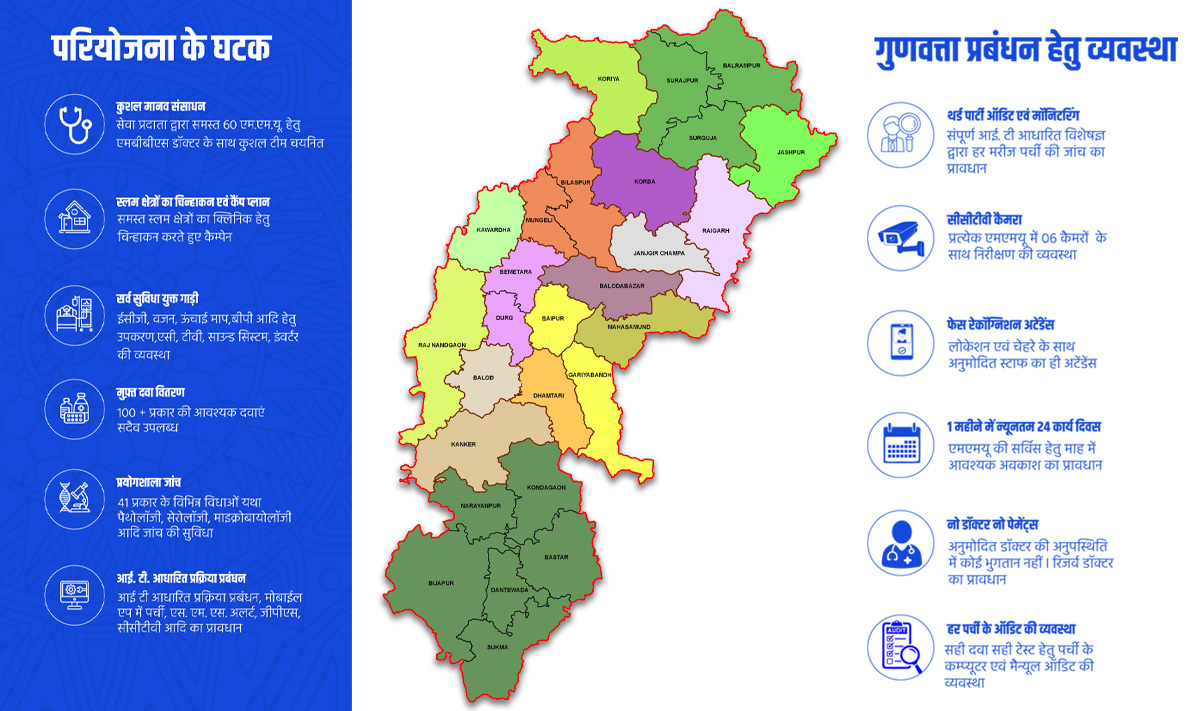 परियोजना के घटक
कुशल मानव संसाधन
सेवा प्रदाता द्वारा समस्त 60 एम.एम.यू. हेतु
एमबीबीएस डॉक्टर के साथ कुशल टीम चयनित
स्लम क्षेत्रों का चिन्हाकन एवं कैंप प्लान
समस्त स्लम क्षेत्रों का क्लिनिक हेतु
चिन्हाकन करते हुए कैम्पेन
सर्व सुविधा युक्त गाड़ी
ईसीजी, वजन, ऊंचाई माप,बीपी आदि हेतु
उपकरण,एसी, टीवी, साउन्ड सिस्टम, इंवर्टर
की व्यवस्था
मुफ़्त दवा वितरण
100 + प्रकार की आवश्यक दवाएं
सदैव उपलब्ध
प्रयोगशाला जांच
41 प्रकार के विभिन्न विधाओं यथा
पैथोलॉजी, सेरोलॉजी, माइक्रोबायोलॉजी
आदि जांच की सुविधा
आई. टी. आधारित प्रक्रिया प्रबंधन
आई टी आधारित प्रक्रिया प्रबंधन, मोबाईल
एप में पर्ची, एस. एम. एस. अलर्ट, जीपीएस,
सीसीटीवी आदि का प्रावधान
KORIYA
SURAJPUR
BALRAMPUR
SURGUJA
JASHPUR
BILASPUR
KORBA
MUNGELI
KAWARDHA
RAIGARH
JANJGIR CHAMPA
BEMETARA
BALODABAZAR
DURG
RAIPUR
MAHASAMUND
RAJ NANDGAON
BALOD
GARIYABANDH
DHAMTARI
KANKER
KONDAGAON
NARAYANPUR
BASTAR
BIJAPUR
DANTEWADA
SUKMA
गुणवत्ता प्रबंधन हेतु व्यवस्था
थर्ड पार्टी ऑडिट एवं मॉनिटरिंग
संपूर्ण आई. टी आधारित विशेषज्ञ
द्वारा हर मरीज पर्ची की जांच का
प्रावधान
सीसीटीवी कैमरा
प्रत्येक एमएमयू में 06 कैमरों के
साथ निरीक्षण की व्यवस्था
फेस रेकॉग्निशन अटेंडेंस
लोकेशन एवं चेहरे के साथ
अनुमोदित स्टाफ का ही अटेंडेंस
1 महीने में न्यूनतम 24 कार्य दिवस
एमएमयू की सर्विस हेतु माह में
आवश्यक अवकाश का प्रावधान
नो डॉक्टर नो पेमेंट्स
अनुमोदित डॉक्टर की अनुपस्थिति
में कोई भुगतान नहीं। रिजर्व डॉक्टर
का प्रावधान
AUDIT
हर पर्ची के ऑडिट की व्यवस्था
सही दवा सही टेस्ट हेतु पर्ची के
कम्प्यूटर एवं मैन्यूल ऑडिट की
व्यवस्था